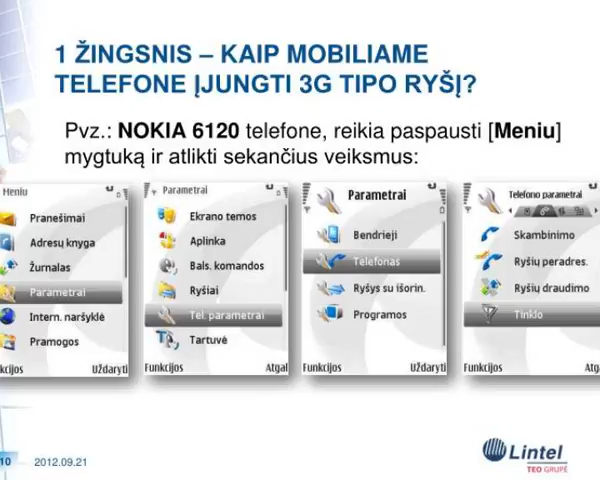 1 ŽINGSNIS – KAIP MOBILIAME
TELEFONE ĮJUNGTI 3G TIPO RYŠĮ?
Pvz.: NOKIA 6120 telefone, reikia paspausti [Meniu]
mygtuką ir atlikti sekančius veiksmus:
Meniu
Pranešimai
Adresų knyga
Žurnalas
Parametrai
Intern. naršyklė
Pramogos
kcijos Uždaryti
Parametrai
Ekrano temos
Aplinka
Bals. komandos
Ryšiai
Tel. parametrai
Tartuvė
Funkcijos Atgal
Parametrai
Bendrieji
Telefonas
Ryšys su išorin.
Programos
Funkcijos Uždaryti
Telefono parametrai
Skambinimo
Ryšių peradres.
Ryšių draudimo
Tinklo
Funkcijos Atga
10 2012.09.21
Lintel
TEO GRUPĖ